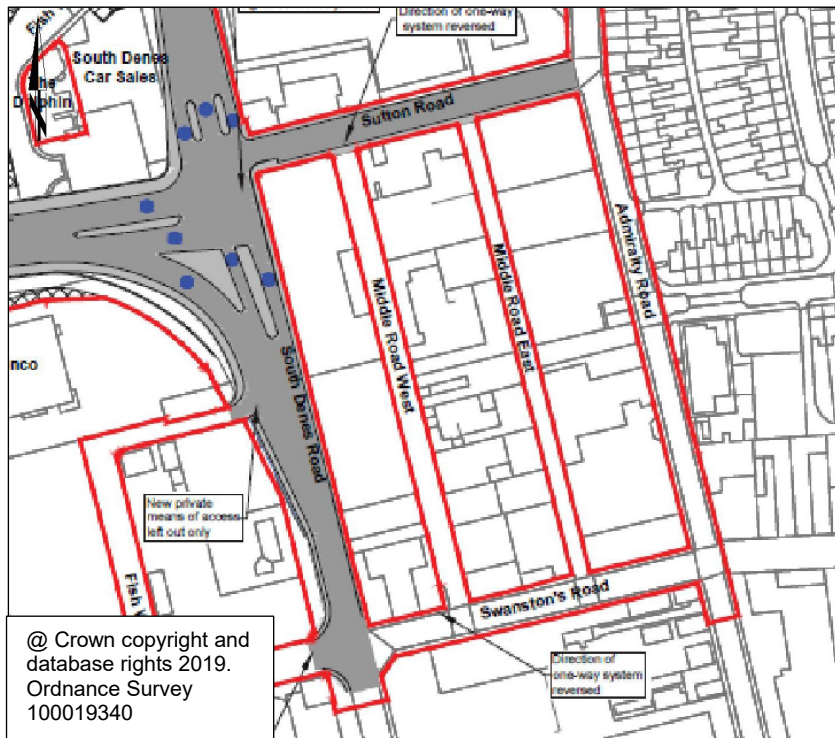 Direction of one-way
system reversed
Fish
South Denes
Car Sales
The
Dolphin
Sutton Road
Admiralty Road
Middle Road West
Middle Road East
South Denes Road
nco
New private
means of access
left out only
Fish W
Swanston's Road
Direction of
one-way system
reversed
@ Crown copyright and
database rights 2019.
Ordnance Survey
100019340